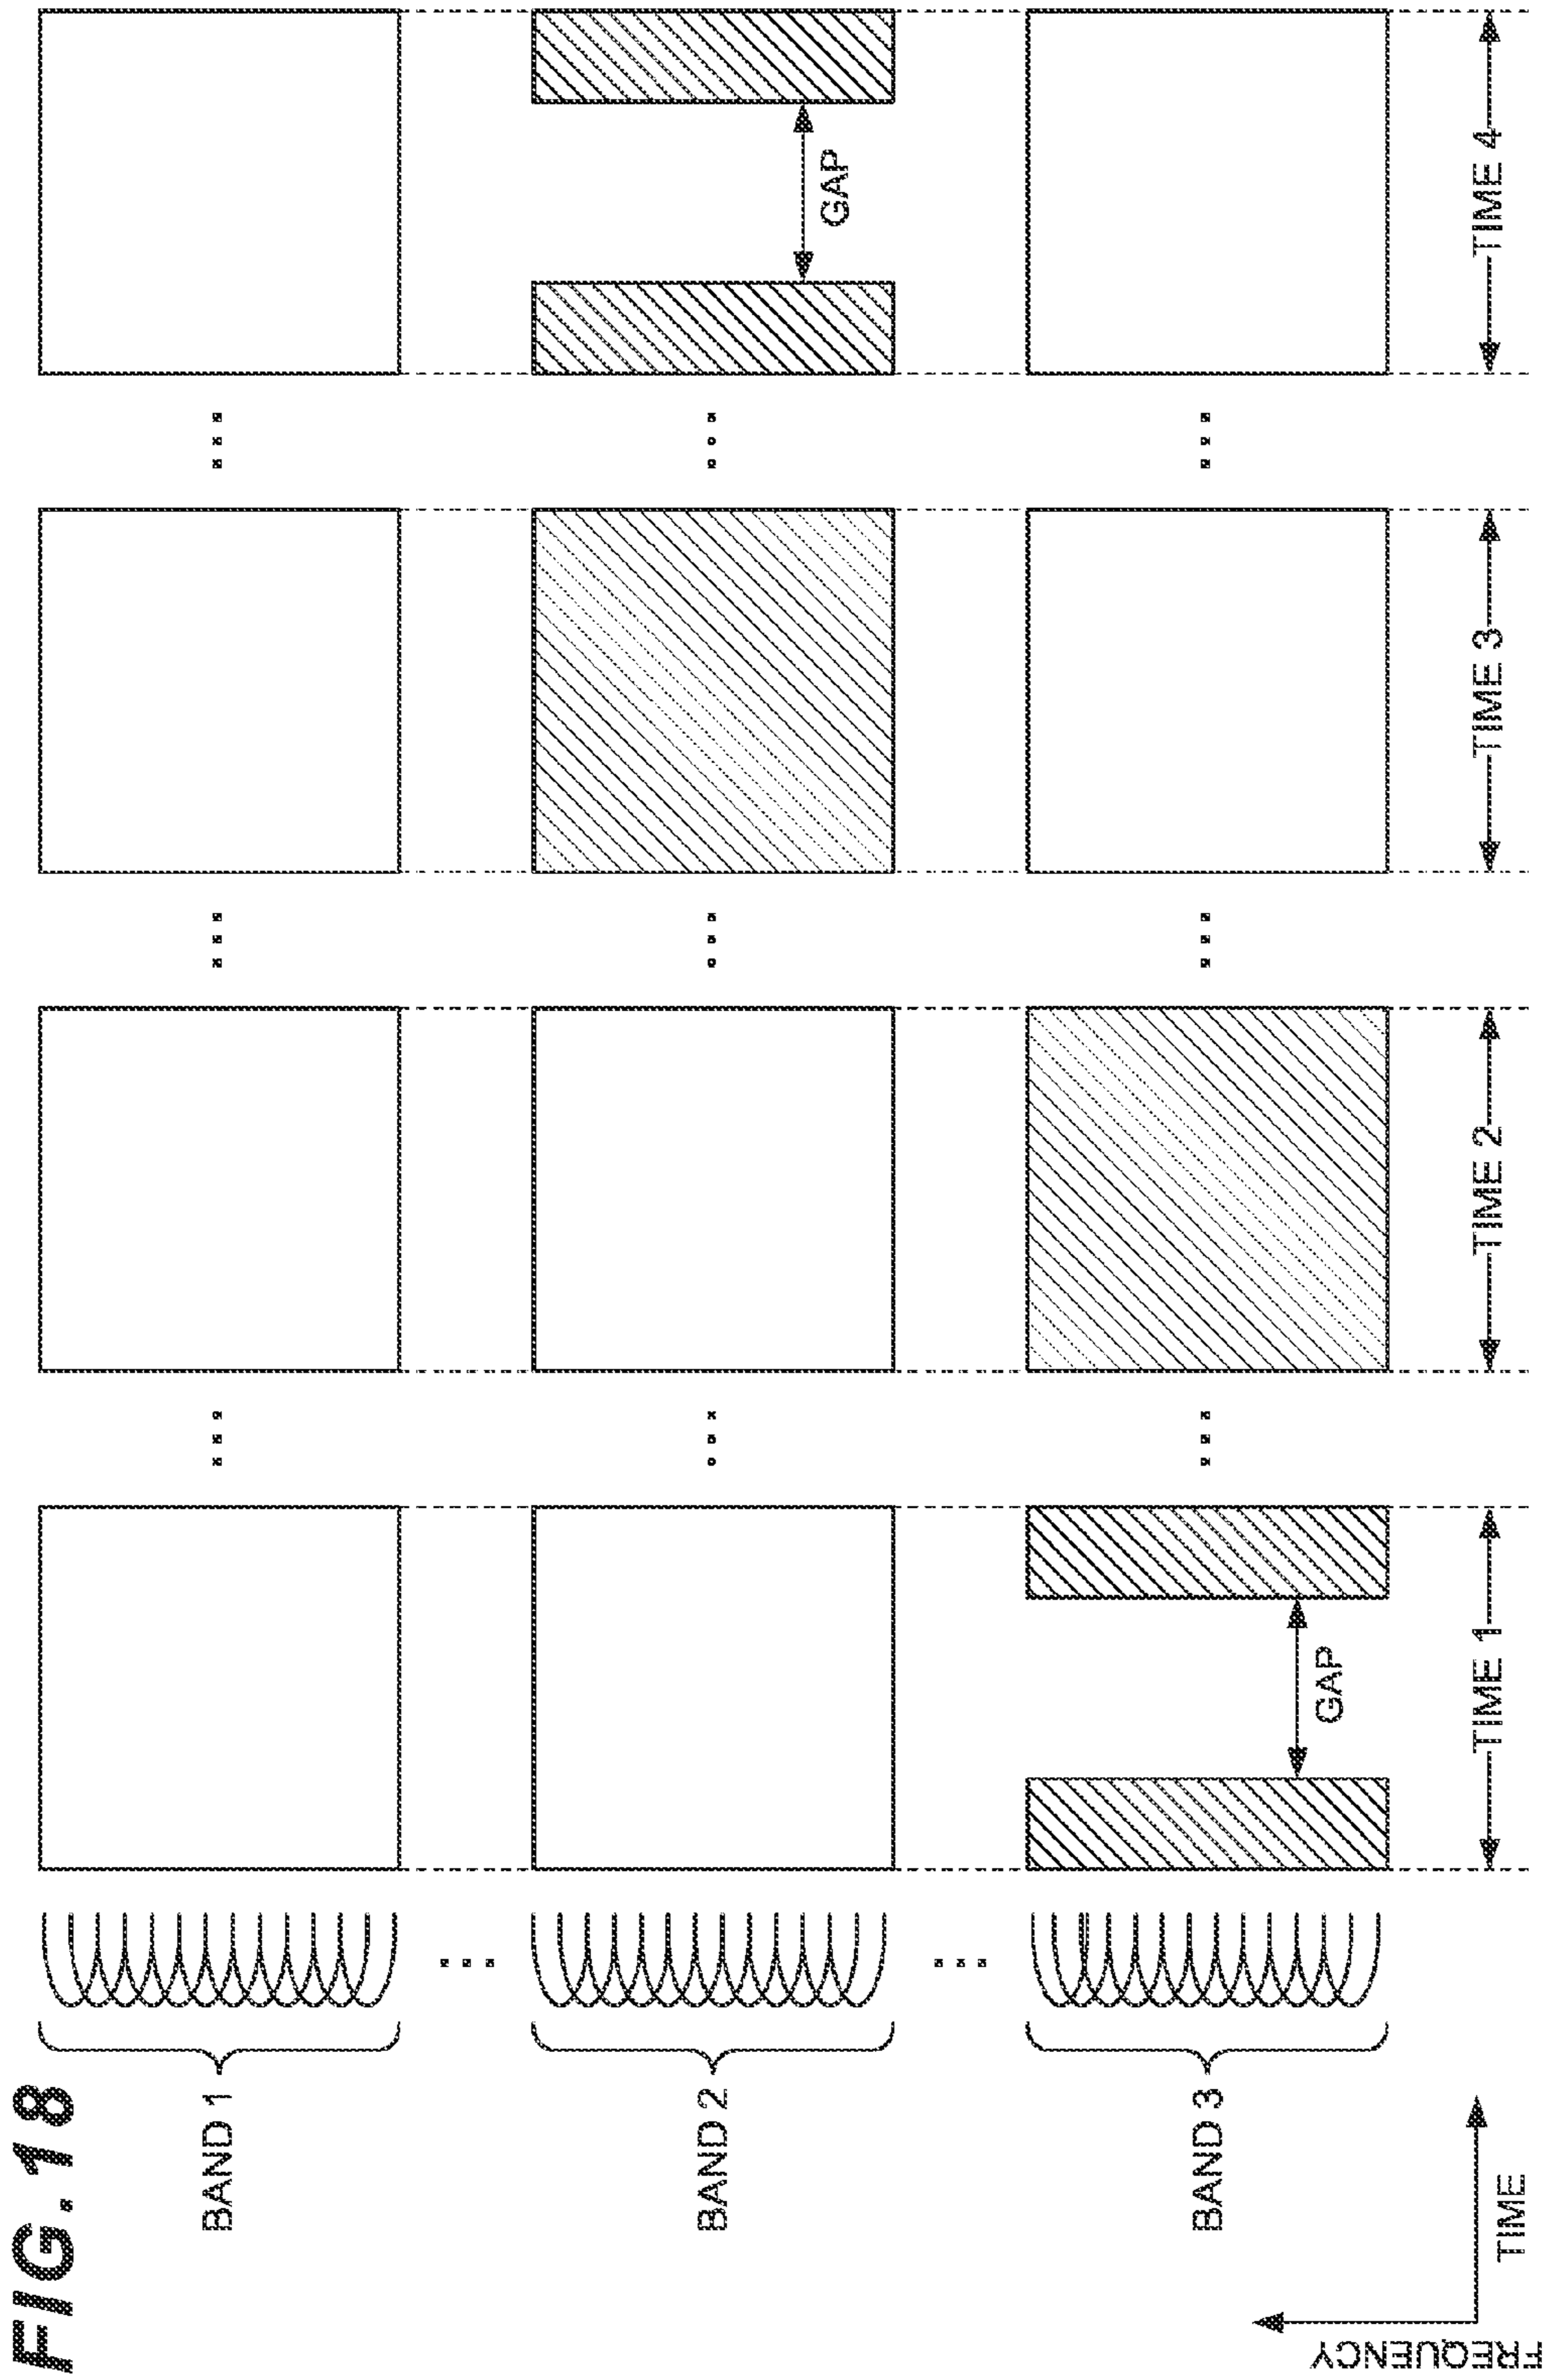 FIG.18
BAND 1
BAND 2
BAND 3
GAP
GAP
TIME 1
TIME 2
TIME 3
TIME 4
FREQUENCY
TIME